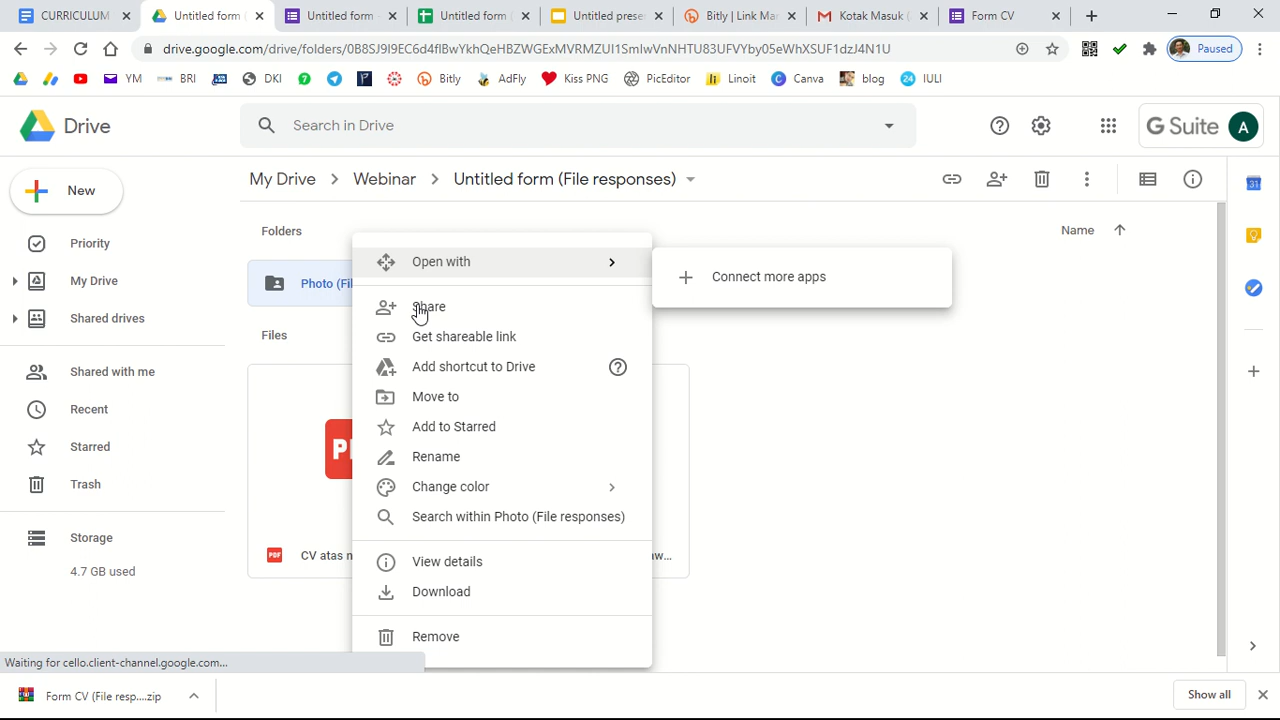 CURRICULUM
Untitled form (
Untitled form -
Untitled form (
Untitled prese
Bitly | Link Ma
Kotak Masuk (
Form CV
drive.google.com/drive/folders/0B8SJ9I9EC6d4flBwYkhQeHBZWGExMVRMZUI1SmIwVnNHTU83UFVYby05eWhXSUF1dzJ4N1U
Paused
YM
BRI
DKI
Bitly
AdFly
Kiss PNG
PicEditor
Linoit
Canva
blog
24
IULI
Drive
Search in Drive
G Suite
A
New
My Drive
Webinar
Untitled form (File responses)
31
Priority
My Drive
Shared drives
Shared with me
Recent
Starred
Trash
Storage
4.7 GB used
Folders
Name
Photo (Fil
Files
PDF
CV atas n
aw...
Open with
Connect more apps
Share
Get shareable link
Add shortcut to Drive
Move to
Add to Starred
Rename
Change color
Search within Photo (File responses)
View details
Download
Remove
Waiting for cello.client-channel.google.com...
Form CV (File resp....zip
Show all